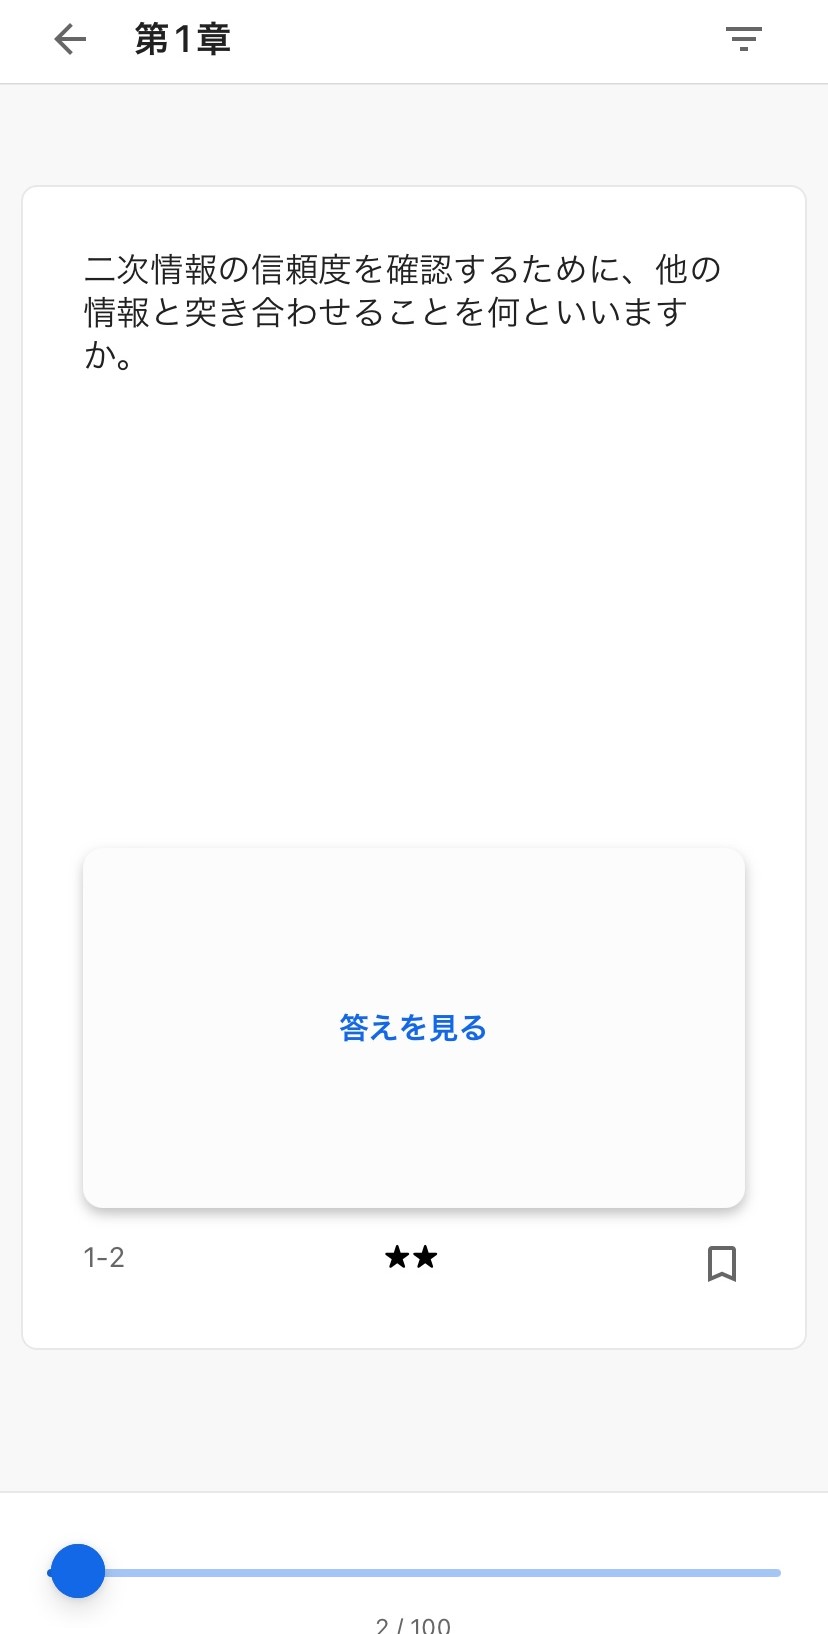 第1章
二次情報の信頼度を確認するために、他の
情報と突き合わせることを何といいます
か。
答えを見る
1-2
★★
2 / 100